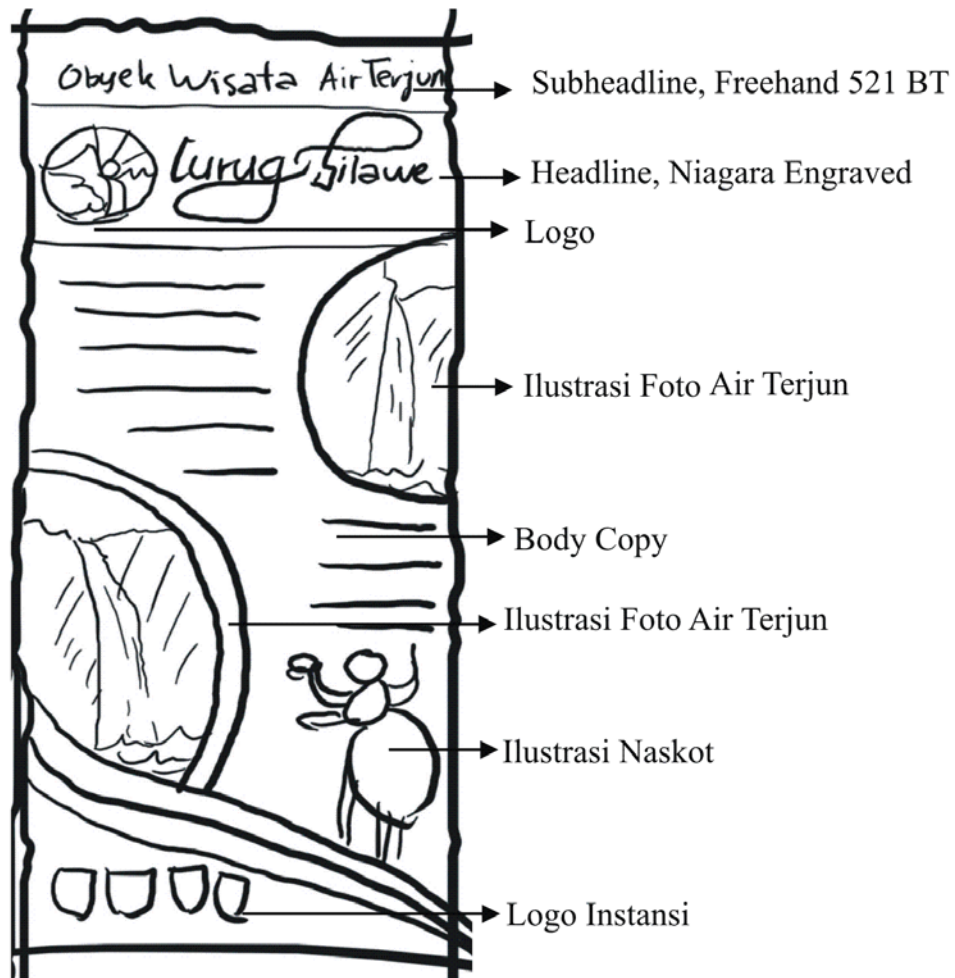 Obyek Wisata Air Terjun
Subheadline, Freehand 521 BT
Curug Silawe
Headline, Niagara Engraved
Logo
Ilustrasi Foto Air Terjun
Body Copy
Ilustrasi Foto Air Terjun
Ilustrasi Naskot
Logo Instansi